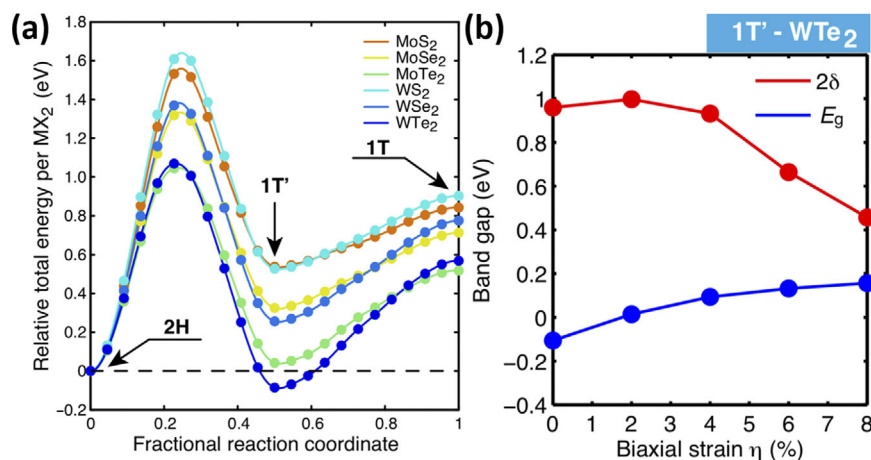 (a)
Relative total energy per MX₂ (eV)
1.8
1.6
1.4
1.2
1.0
0.8
0.6
0.4
0.2
0
−0.2
MoS₂
MoSe₂
MoTe₂
WS₂
WSe₂
WTe₂
1T
1T'
2H
0 0.2 0.4 0.6 0.8 1
Fractional reaction coordinate
(b)
1T' - WTe₂
Band gap (eV)
1.2
1
0.8
0.6
0.4
0.2
0
-0.2
-0.4
2δ
Eg
0 1 2 3 4 5 6 7 8
Biaxial strain η (%)